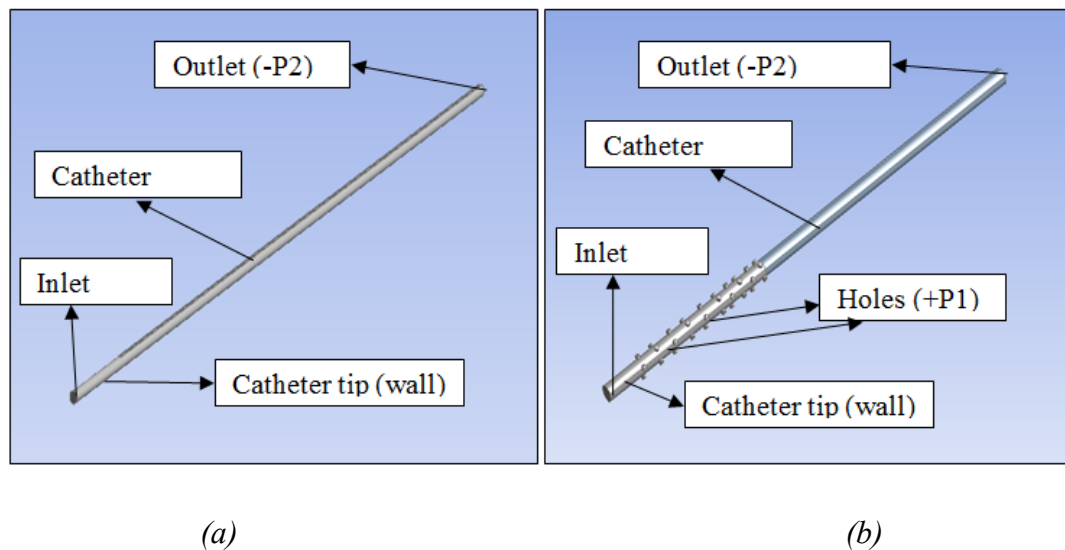 Outlet (-P2)
Catheter
Inlet
Catheter tip (wall)
Outlet (-P2)
Catheter
Inlet
Holes (+P1)
Catheter tip (wall)
(a)
(b)